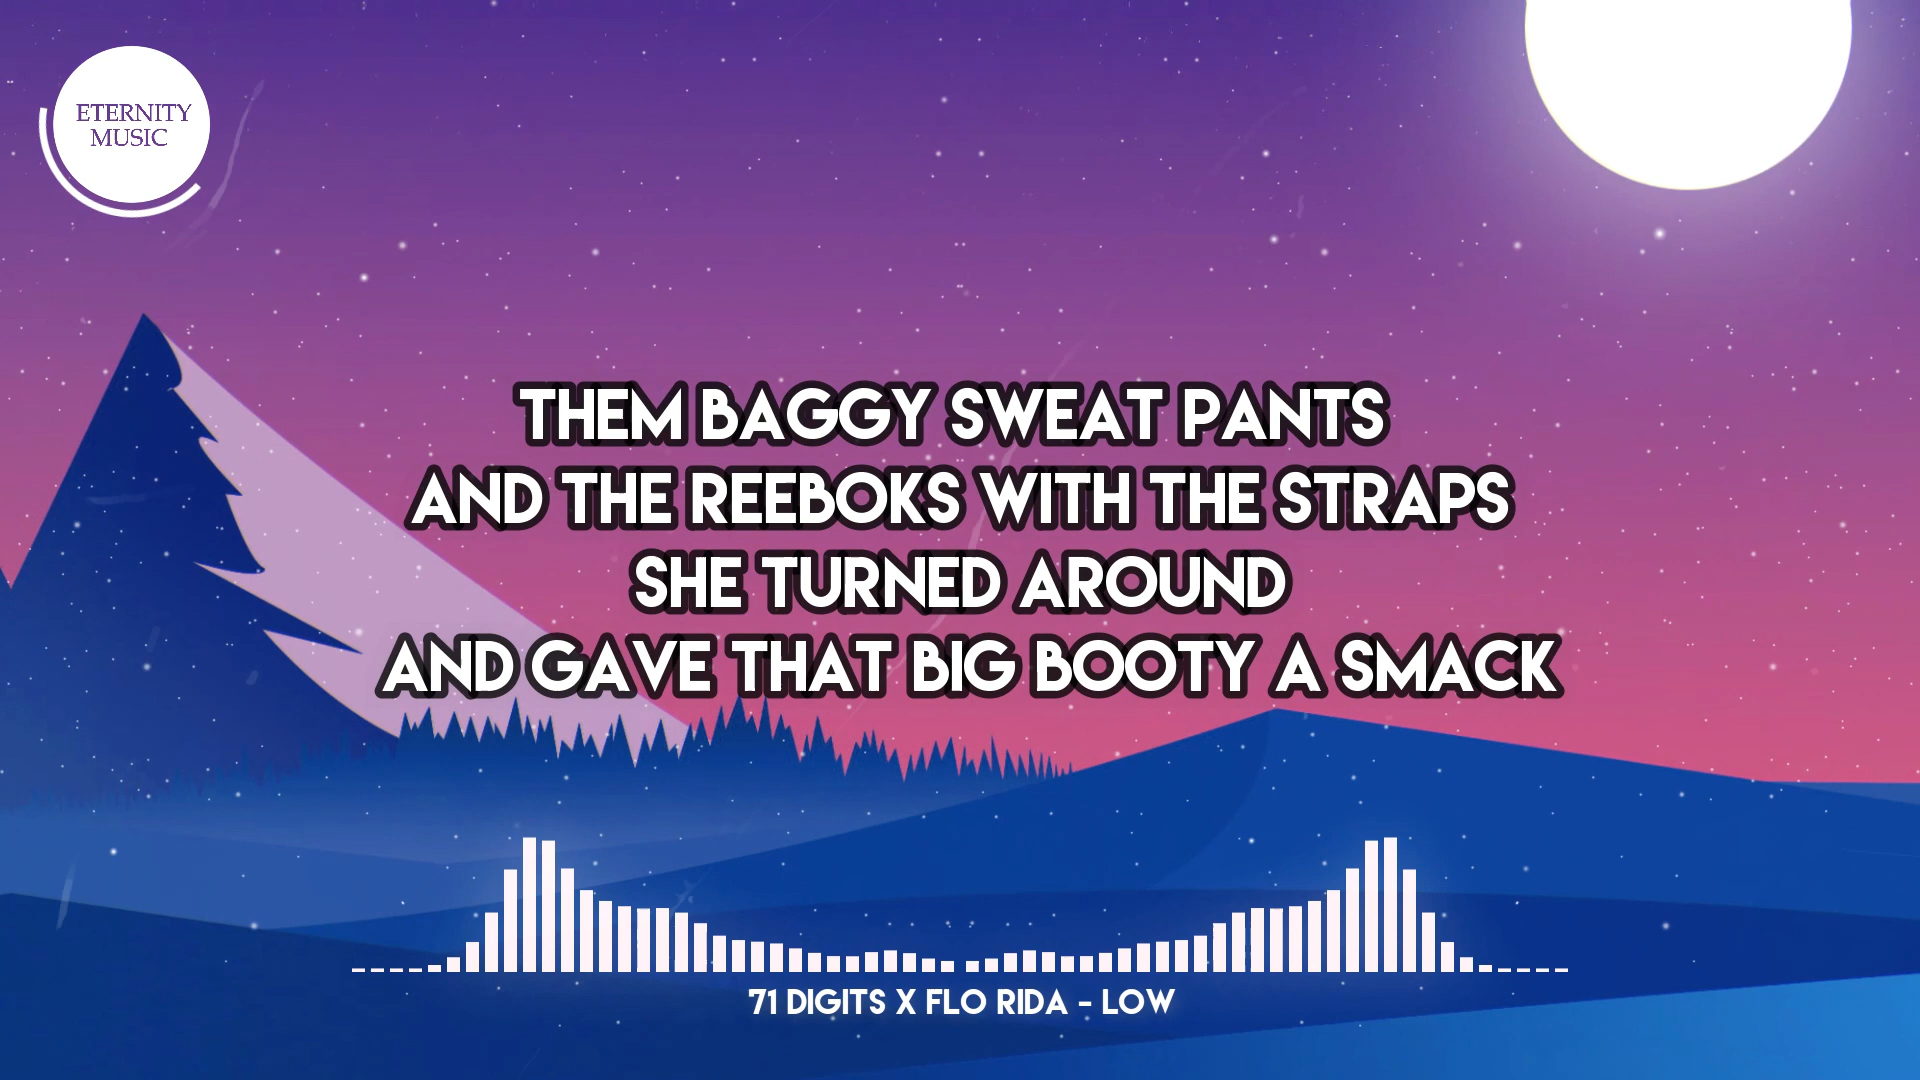 ETERNITY
MUSIC
THEM BAGGY SWEAT PANTS
AND THE REEBOKS WITH THE STRAPS
SHE TURNED AROUND
AND GAVE THAT BIG BOOTY A SMACK
71 DIGITS X FLO RIDA - LOW